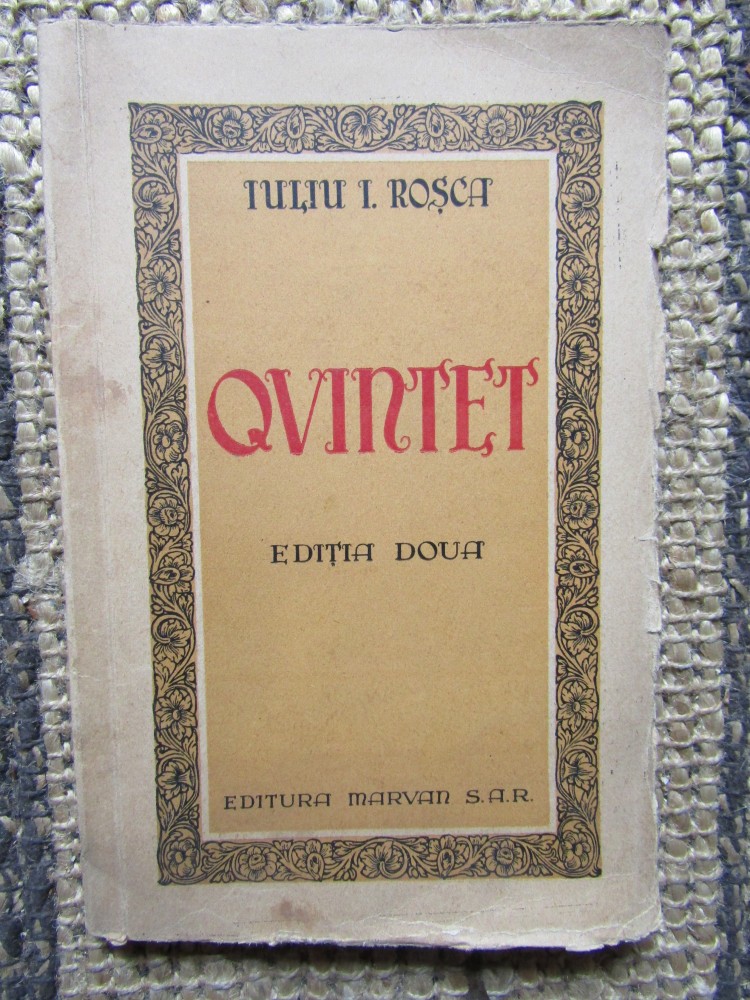 IULIU I. ROȘCA
QVINTET
EDIȚIA DOUA
EDITURA MARVAN S.A.R.